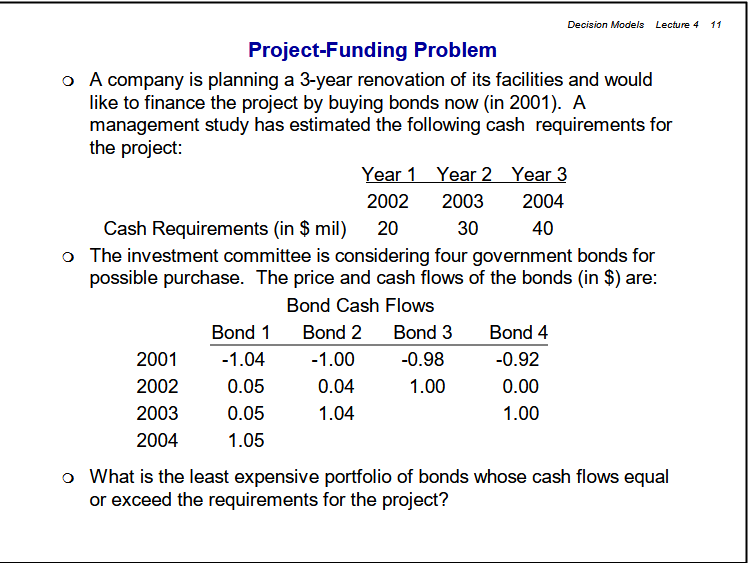 Decision Models Lecture 4 11
Project-Funding Problem
A company is planning a 3-year renovation of its facilities and would
like to finance the project by buying bonds now (in 2001). A
management study has estimated the following cash requirements for
the project:
Year 1 Year 2 Year 3
2002 2003 2004
Cash Requirements (in $ mil) 20 30 40
The investment committee is considering four government bonds for
possible purchase. The price and cash flows of the bonds (in $) are:
Bond Cash Flows
Bond 1 Bond 2 Bond 3 Bond 4
2001 -1.04 -1.00 -0.98 -0.92
2002 0.05 0.04 1.00 0.00
2003 0.05 1.04 1.00
2004 1.05
What is the least expensive portfolio of bonds whose cash flows equal
or exceed the requirements for the project?